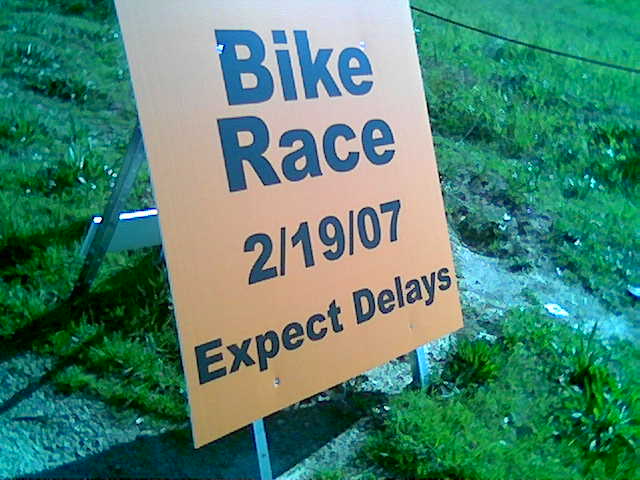 Bike
Race
2/19/07
Expect Delays